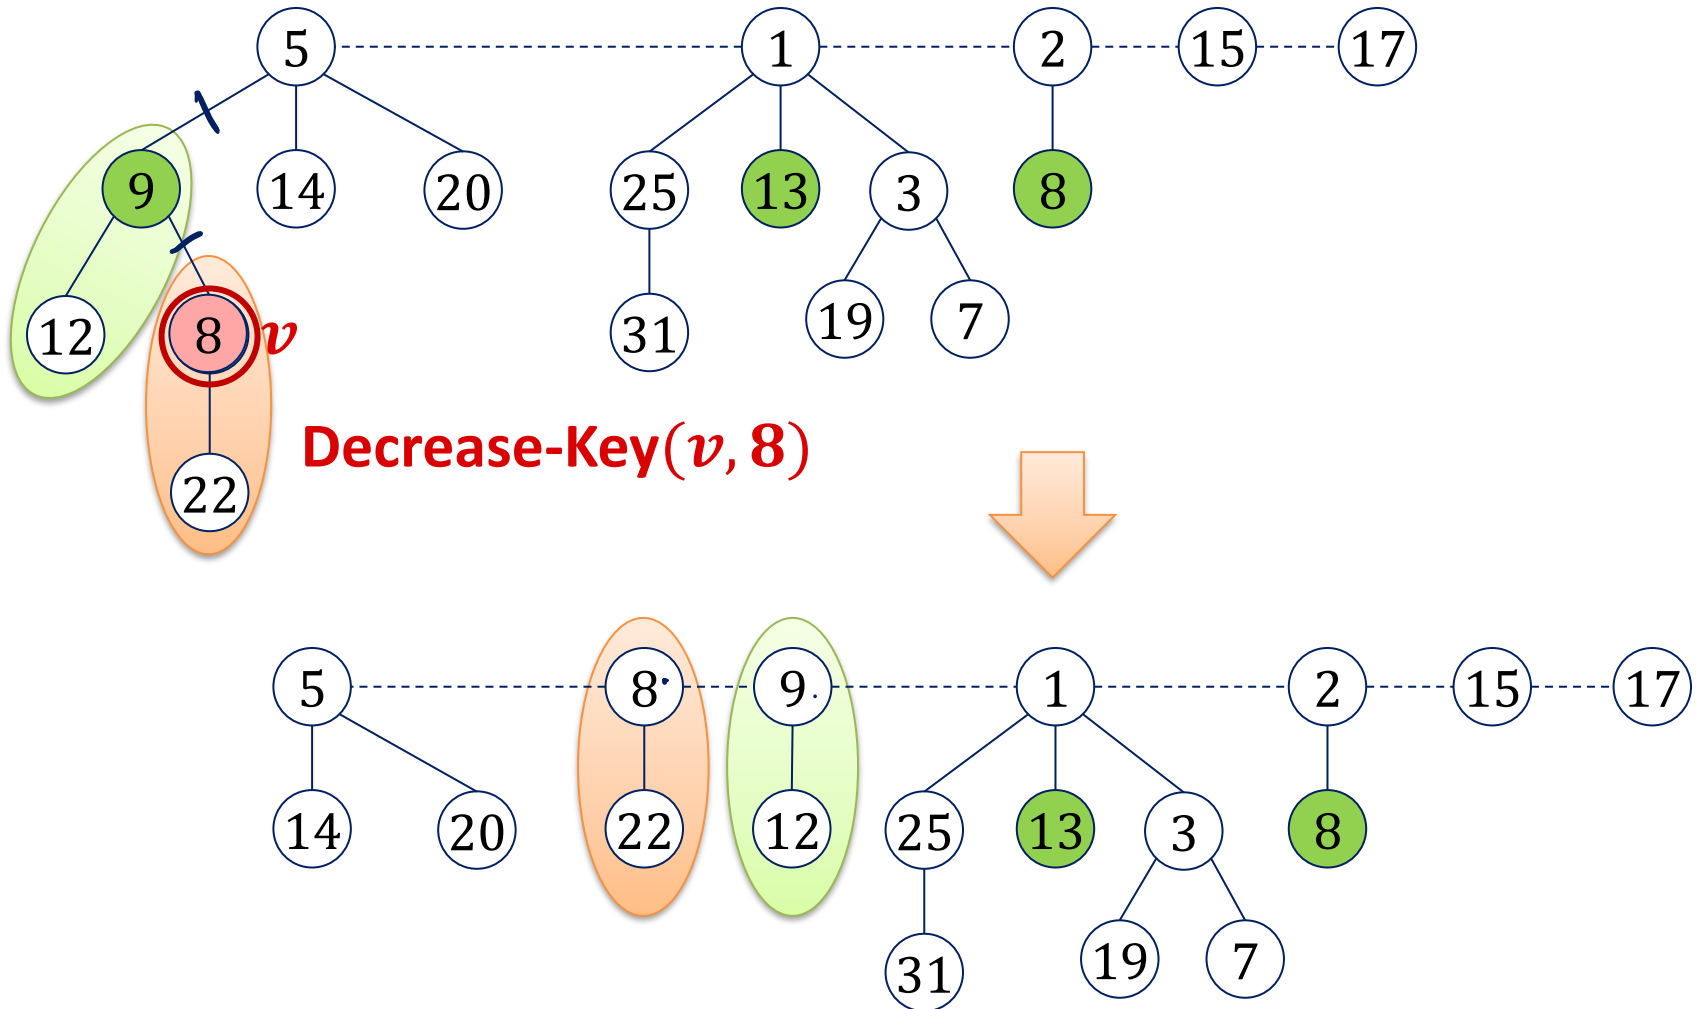 5 1 2 15 17
9 14 20 25 13 3 8
12 8 v 31 19 7
22
Decrease-Key(v, 8)
5 8 9 1 2 15 17
14 20 22 12 25 13 3 8
31 19 7